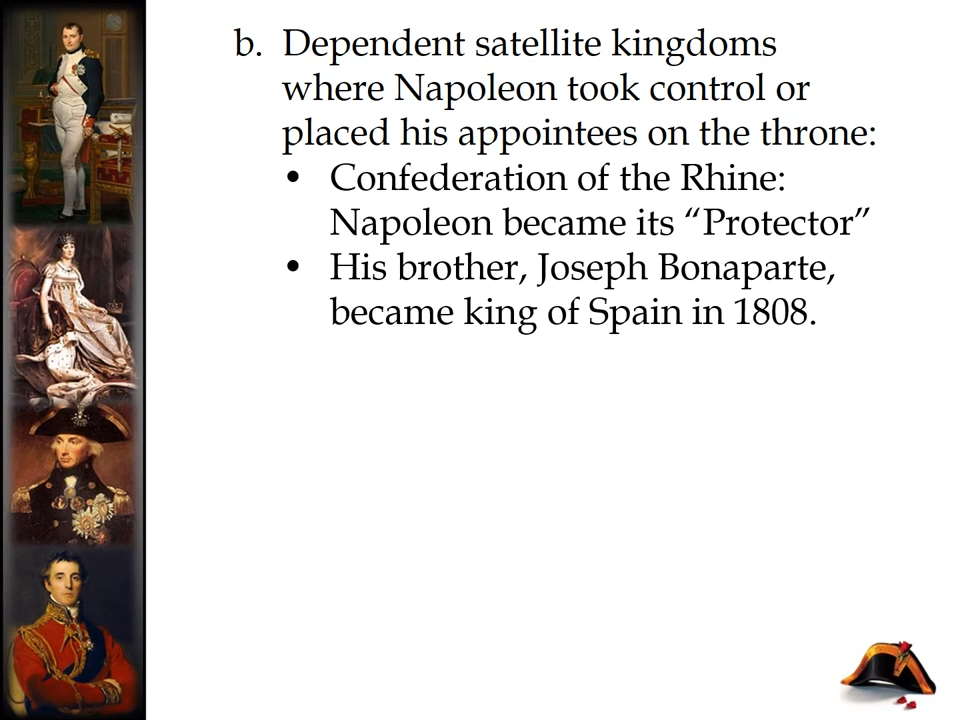 b. Dependent satellite kingdoms
where Napoleon took control or
placed his appointees on the throne:
• Confederation of the Rhine:
Napoleon became its “Protector”
• His brother, Joseph Bonaparte,
became king of Spain in 1808.